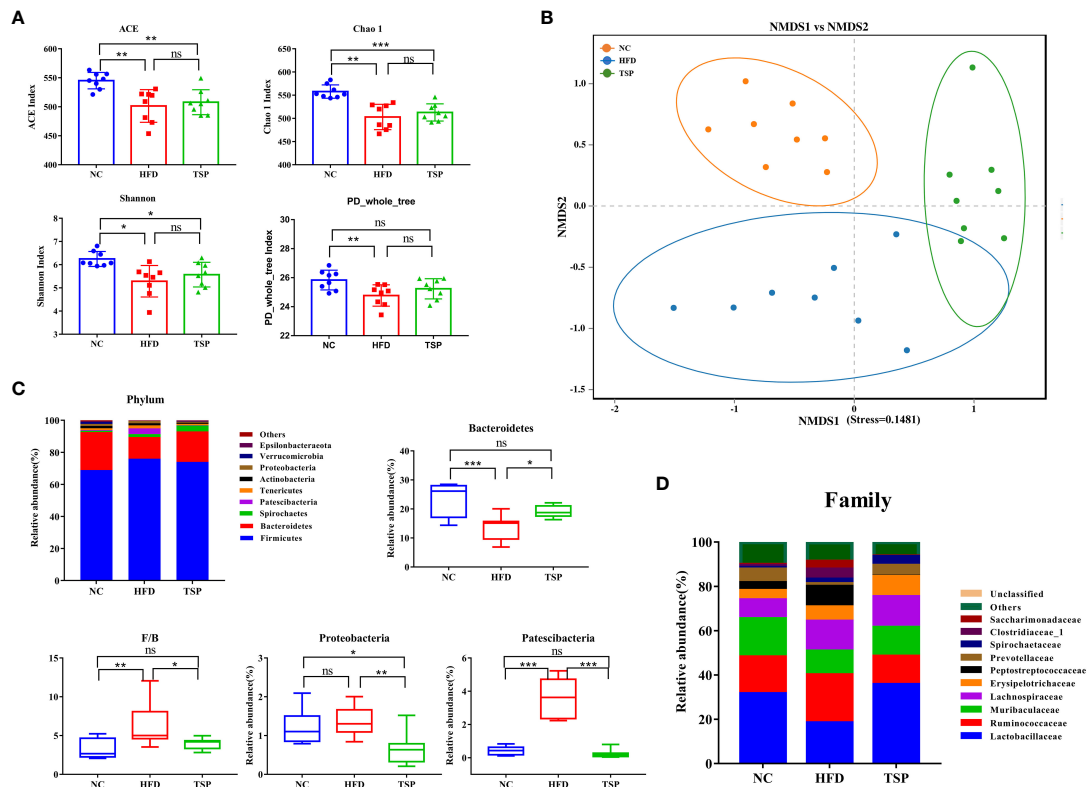 A
ACE
**
**
ns
600
550
500
450
400
ACE Index
NC
HFD
TSP
Chao 1
***
**
ns
650
600
550
500
450
400
Chao 1 Index
NC
HFD
TSP
Shannon
*
*
ns
8
7
6
5
4
3
Shannon Index
NC
HFD
TSP
PD_whole_tree
ns
**
ns
30
28
26
24
22
PD_whole_tree Index
NC
HFD
TSP
B
NMDS1 vs NMDS2
NC
HFD
TSP
1.0
0.5
0.0
-0.5
-1.0
-1.5
NMDS2
-2
-1
0
1
NMDS1 (Stress=0.1481)
C
Phylum
100
80
60
40
20
0
Relative abundance(%)
NC
HFD
TSP
Others
Epsilonbacteraeota
Verrucomicrobia
Proteobacteria
Actinobacteria
Tenericutes
Patescibacteria
Spirochaetes
Bacteroidetes
Firmicutes
Bacteroidetes
ns
***
*
40
30
20
10
0
Relative abundance(%)
NC
HFD
TSP
F/B
ns
**
*
15
10
5
0
Relative abundance(%)
NC
HFD
TSP
Proteobacteria
*
ns
**
3
2
1
0
Relative abundance(%)
NC
HFD
TSP
Patescibacteria
ns
***
***
6
4
2
0
Relative abundance(%)
NC
HFD
TSP
D
Family
100
80
60
40
20
0
Relative abundance(%)
NC
HFD
TSP
Unclassified
Others
Saccharimonadaceae
Clostridiaceae_1
Spirochaetaceae
Prevotellaceae
Peptostreptococcaceae
Erysipelotrichaceae
Lachnospiraceae
Muribaculaceae
Ruminococcaceae
Lactobacillaceae